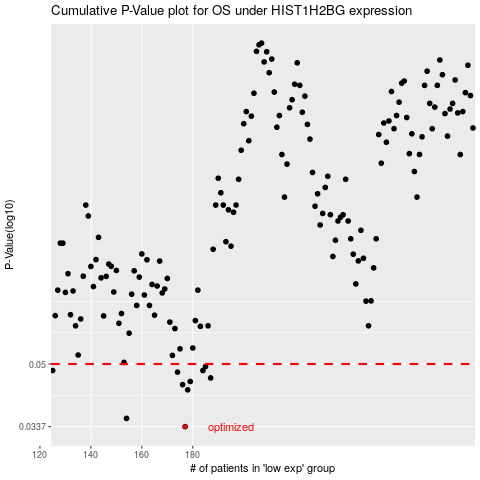 Cumulative P-Value plot for OS under HIST1H2BG expression
P-Value(log10)
0.05
0.0337
optimized
120 140 160 180
# of patients in 'low exp' group